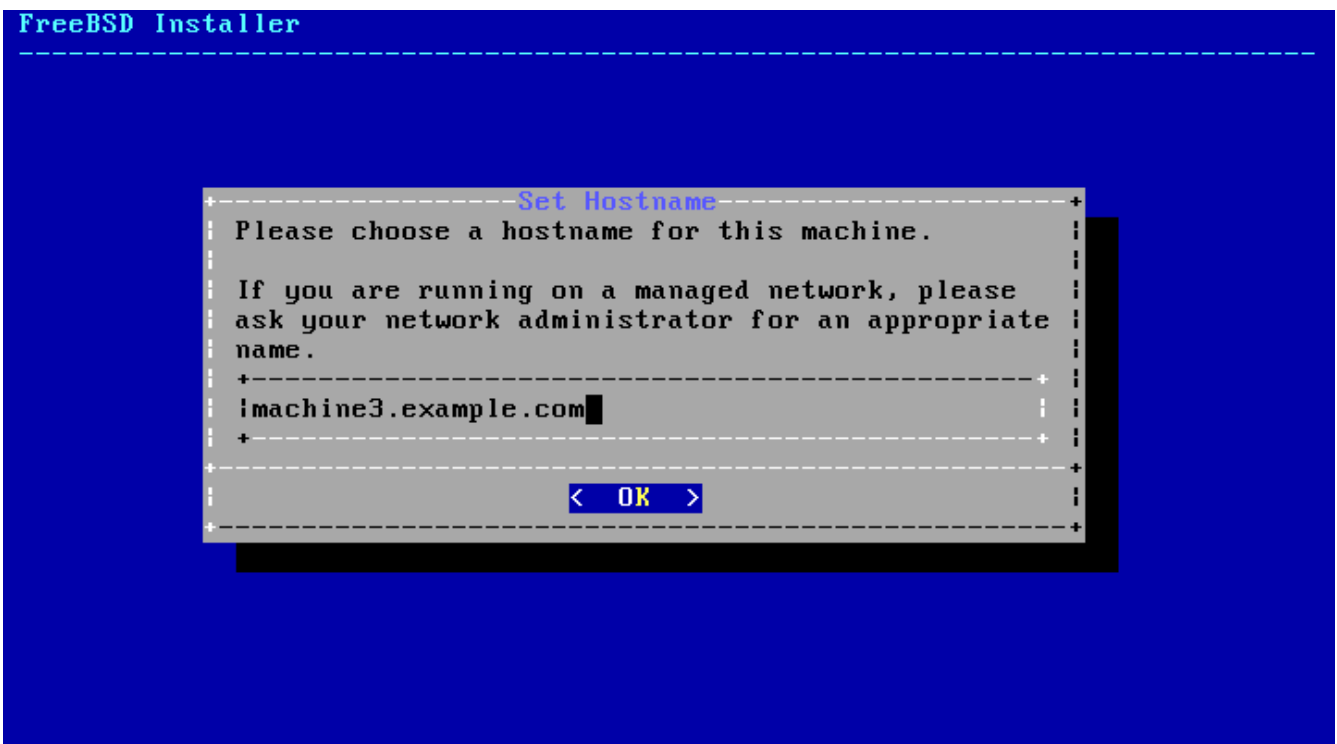 FreeBSD Installer
Set Hostname
Please choose a hostname for this machine.
If you are running on a managed network, please
ask your network administrator for an appropriate
name.
machine3.example.com
< OK >